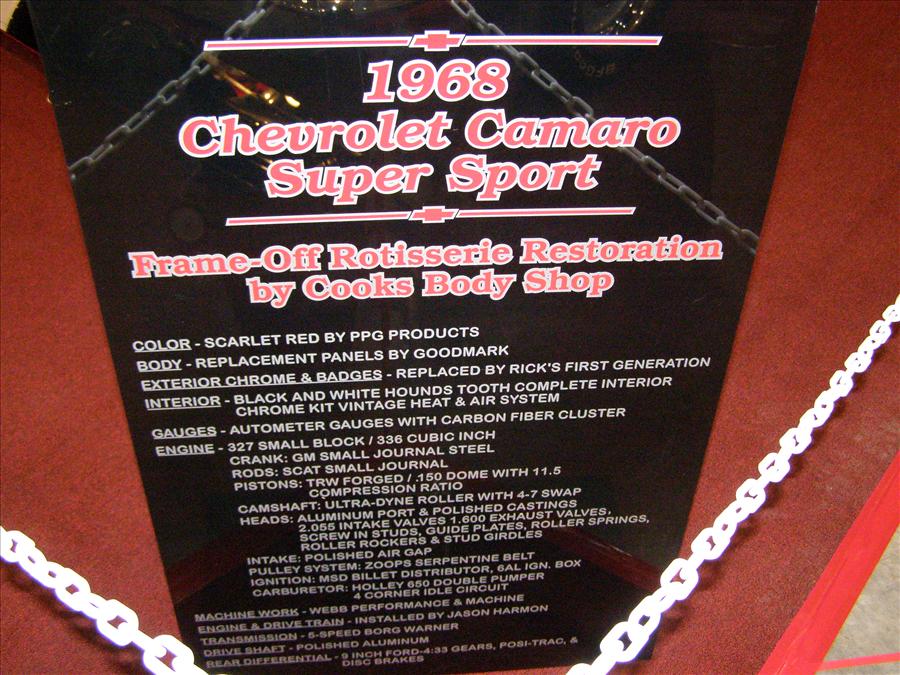 1968
Chevrolet Camaro
Super Sport
Frame-Off Rotisserie Restoration
by Cooks Body Shop
COLOR - SCARLET RED BY PPG PRODUCTS
BODY - REPLACEMENT PANELS BY GOODMARK
EXTERIOR CHROME & BADGES - REPLACED BY RICK'S FIRST GENERATION
INTERIOR - BLACK AND WHITE HOUNDS TOOTH COMPLETE INTERIOR
CHROME KIT VINTAGE HEAT & AIR SYSTEM
GAUGES - AUTOMETER GAUGES WITH CARBON FIBER CLUSTER
ENGINE - 327 SMALL BLOCK / 336 CUBIC INCH
CRANK: GM SMALL JOURNAL STEEL
RODS: SCAT SMALL JOURNAL
PISTONS: TRW FORGED / .150 DOME WITH 11.5
COMPRESSION RATIO
CAMSHAFT: ULTRA-DYNE ROLLER WITH 4-7 SWAP
HEADS: ALUMINUM PORT & POLISHED CASTINGS
2.055 INTAKE VALVES 1.600 EXHAUST VALVES,
SCREW IN STUDS, GUIDE PLATES, ROLLER SPRINGS,
ROLLER ROCKERS & STUD GIRDLES
INTAKE: POLISHED AIR GAP
PULLEY SYSTEM: ZOOPS SERPENTINE BELT
IGNITION: MSD BILLET DISTRIBUTOR, 6AL IGN. BOX
CARBURETOR: HOLLEY 650 DOUBLE PUMPER
4 CORNER IDLE CIRCUIT
MACHINE WORK - WEBB PERFORMANCE & MACHINE
ENGINE & DRIVE TRAIN - INSTALLED BY JASON HARMON
TRANSMISSION - 5-SPEED BORG WARNER
DRIVE SHAFT - POLISHED ALUMINUM
REAR DIFFERENTIAL - 9 INCH FORD-4:33 GEARS, POSI-TRAC, &
DISC BRAKES